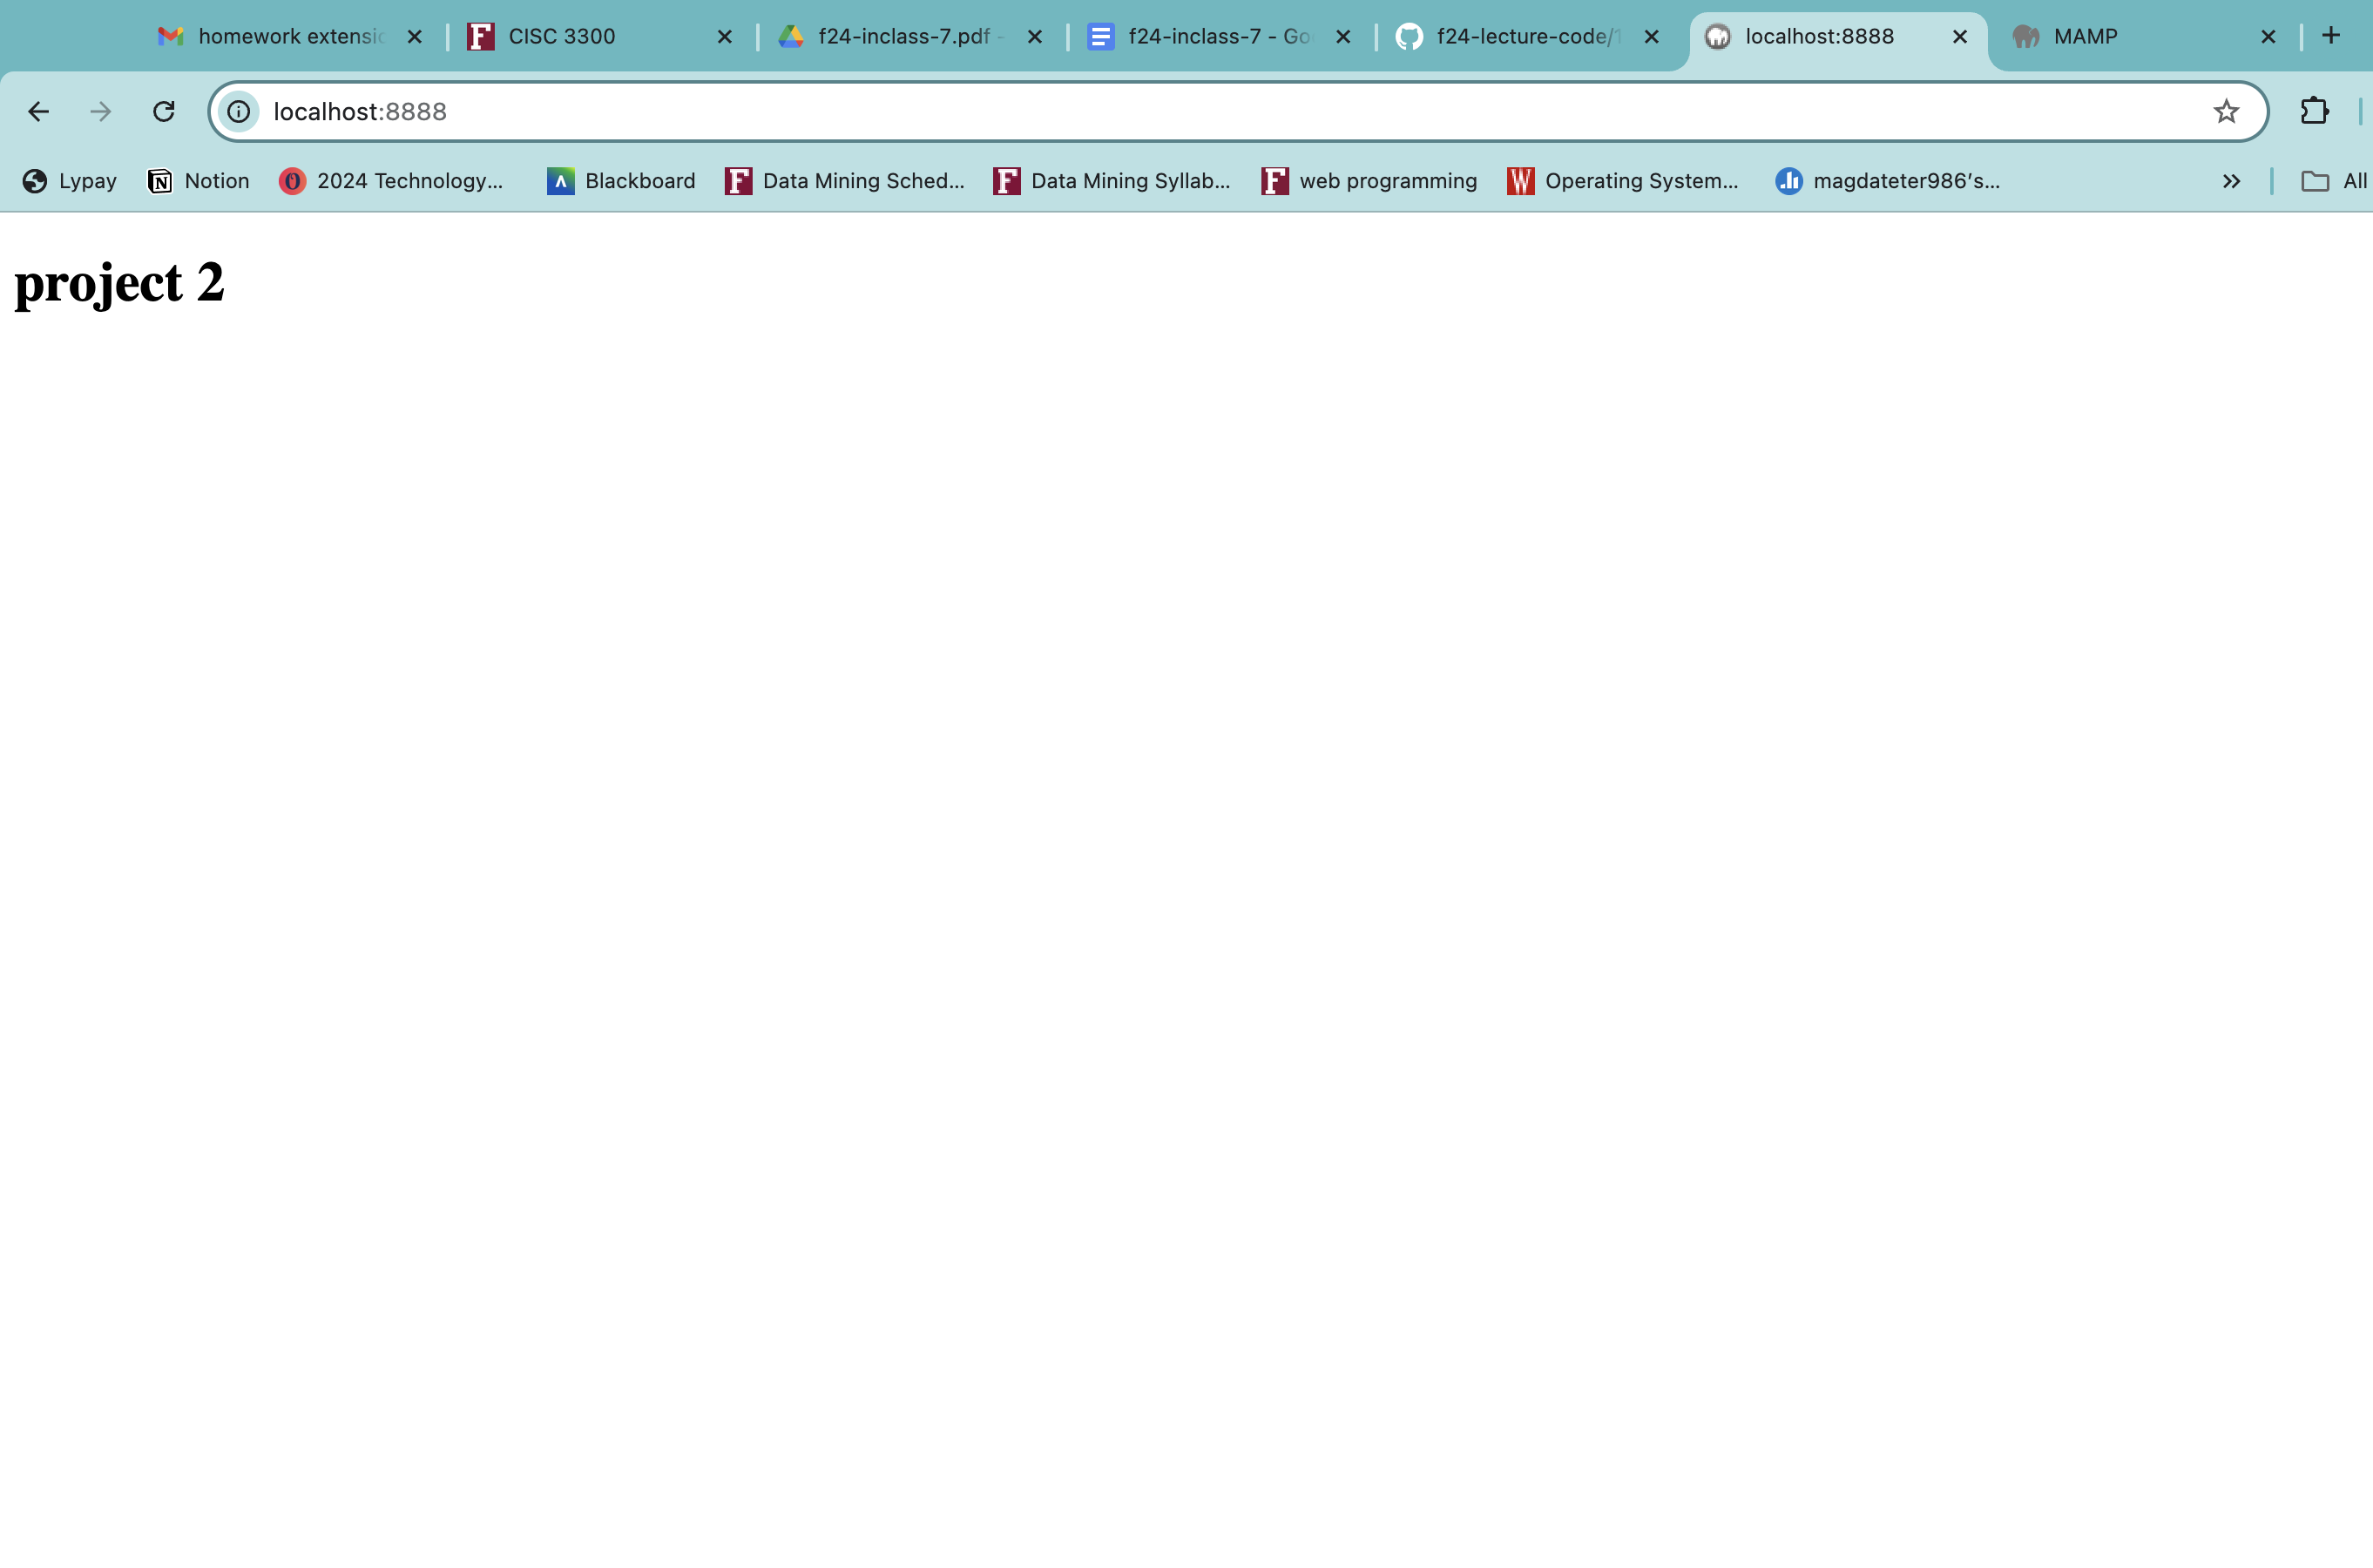 homework extensic CISC 3300 f24-inclass-7.pdf - f24-inclass-7 - Go f24-lecture-code/1 localhost:8888 MAMP
localhost:8888
Lypay Notion 2024 Technology... Blackboard Data Mining Sched... Data Mining Syllab... web programming Operating System... magdateter986's... All
project 2